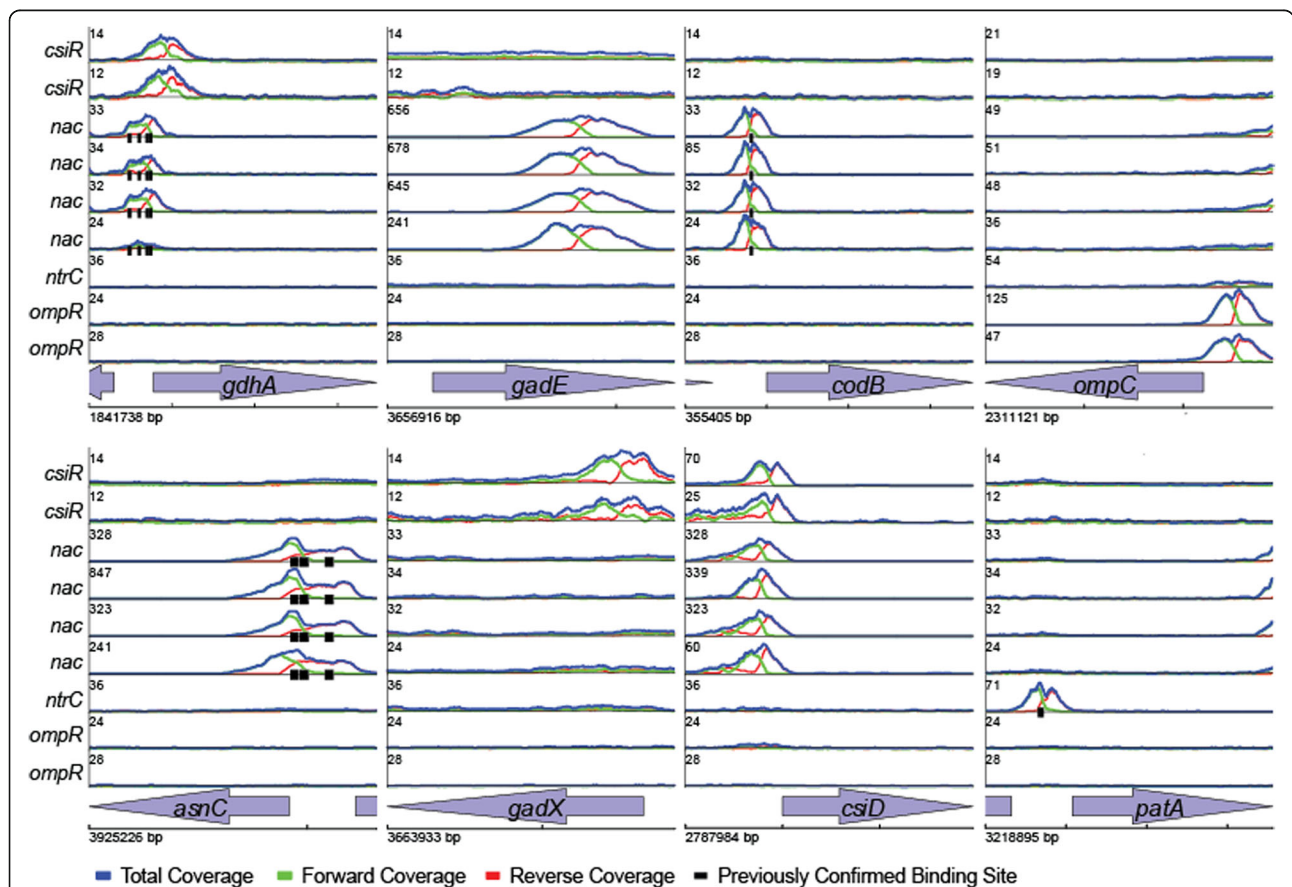 csiR 14 14 14 21
csiR 12 12 12 19
nac 33 656 33 49
nac 34 678 85 51
nac 32 645 32 48
nac 24 241 24 36
ntrC 36 36 36 54
ompR 24 24 24 125
ompR 28 28 28 47
gdhA gadE codB ompC
1841738 bp 3656916 bp 355405 bp 2311121 bp
csiR 14 14 70 14
csiR 12 12 25 12
nac 328 33 328 33
nac 847 34 339 34
nac 323 32 323 32
nac 241 24 60 24
ntrC 36 36 36 71
ompR 24 24 24 24
ompR 28 28 28 28
asnC gadX csiD patA
3925226 bp 3663933 bp 2787984 bp 3218895 bp
Total Coverage Forward Coverage Reverse Coverage Previously Confirmed Binding Site